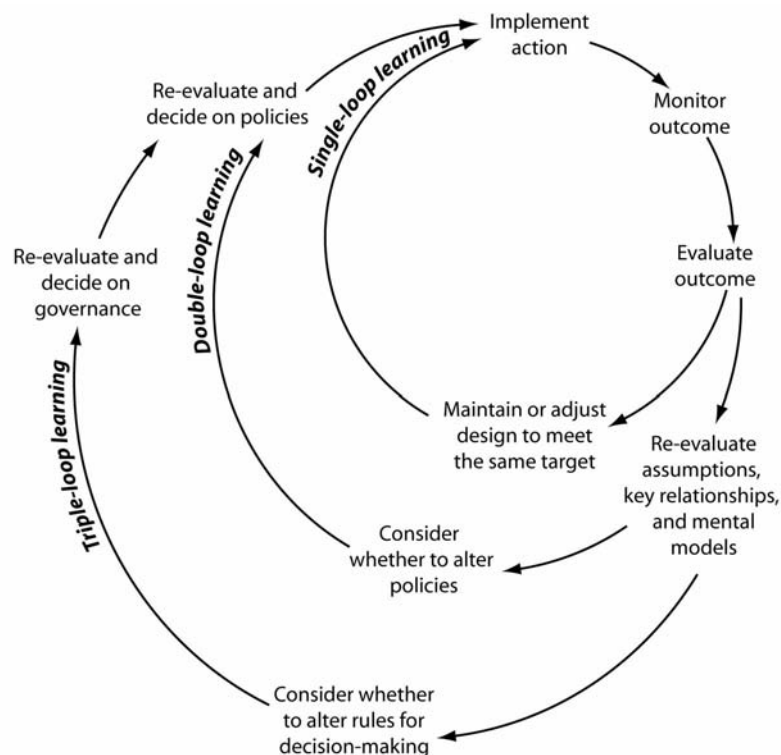 Implement
action
Monitor
outcome
Evaluate
outcome
Re-evaluate
assumptions,
key relationships,
and mental
models
Maintain or adjust
design to meet
the same target
Single-loop learning
Consider
whether to alter
policies
Double-loop learning
Re-evaluate and
decide on policies
Consider whether
to alter rules for
decision-making
Triple-loop learning
Re-evaluate and
decide on
governance